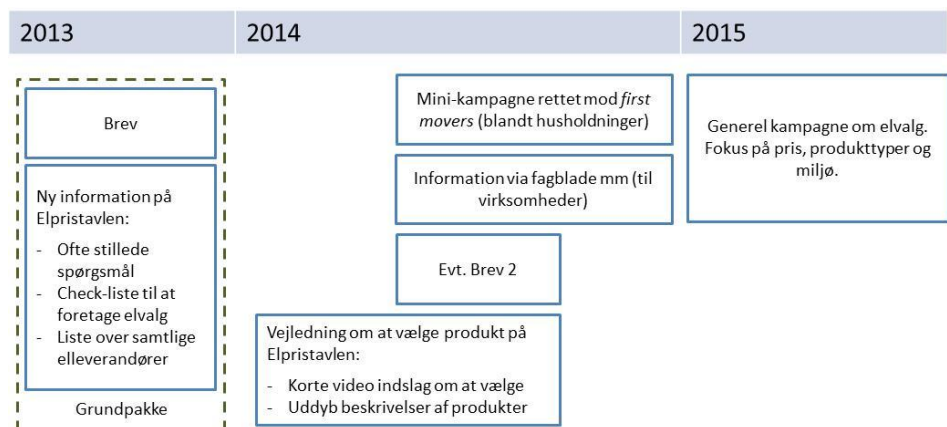 2013
2014
2015
Brev
Ny information på
Elpristavlen:
- Ofte stillede
spørgsmål
- Check-liste til at
foretage elvalg
- Liste over samtlige
elleverandører
Grundpakke
Mini-kampagne rettet mod first
movers (blandt husholdninger)
Information via fagblade mm (til
virksomheder)
Evt. Brev 2
Vejledning om at vælge produkt på
Elpristavlen:
- Korte video indslag om at vælge
- Uddyb beskrivelser af produkter
Generel kampagne om elvalg.
Fokus på pris, produkttyper og
miljø.